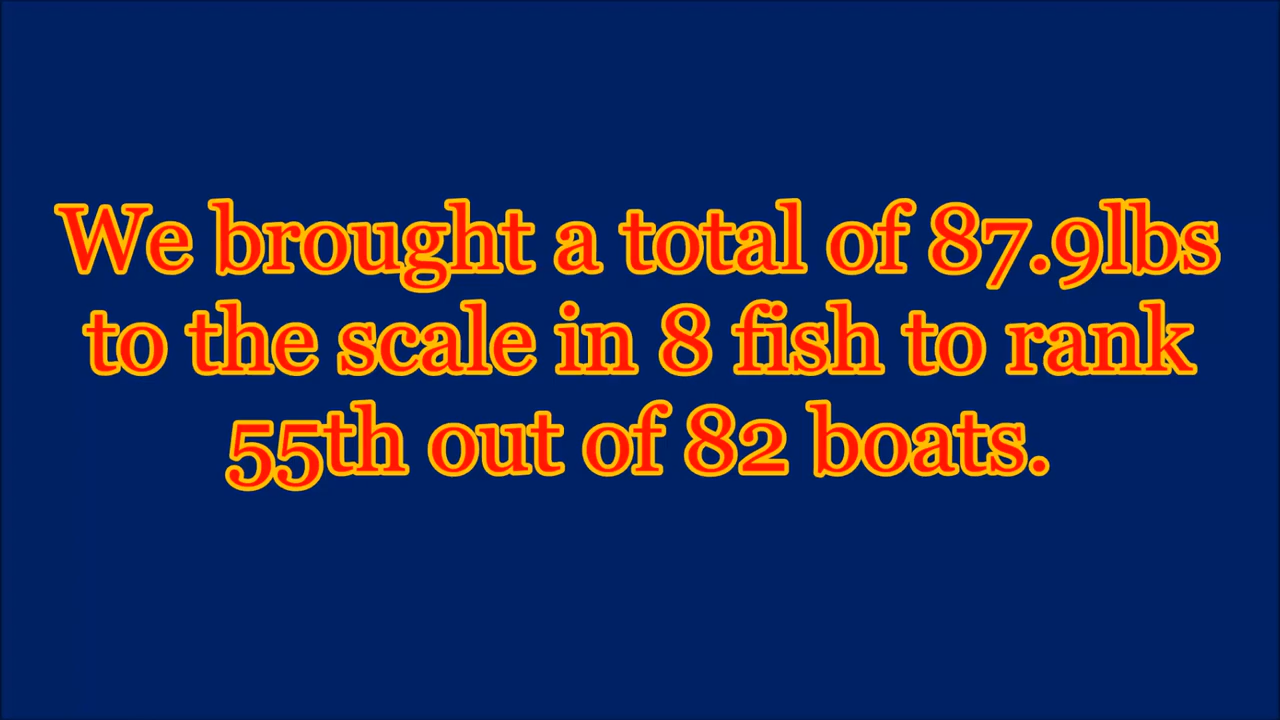 We brought a total of 87.9lbs
to the scale in 8 fish to rank
55th out of 82 boats.